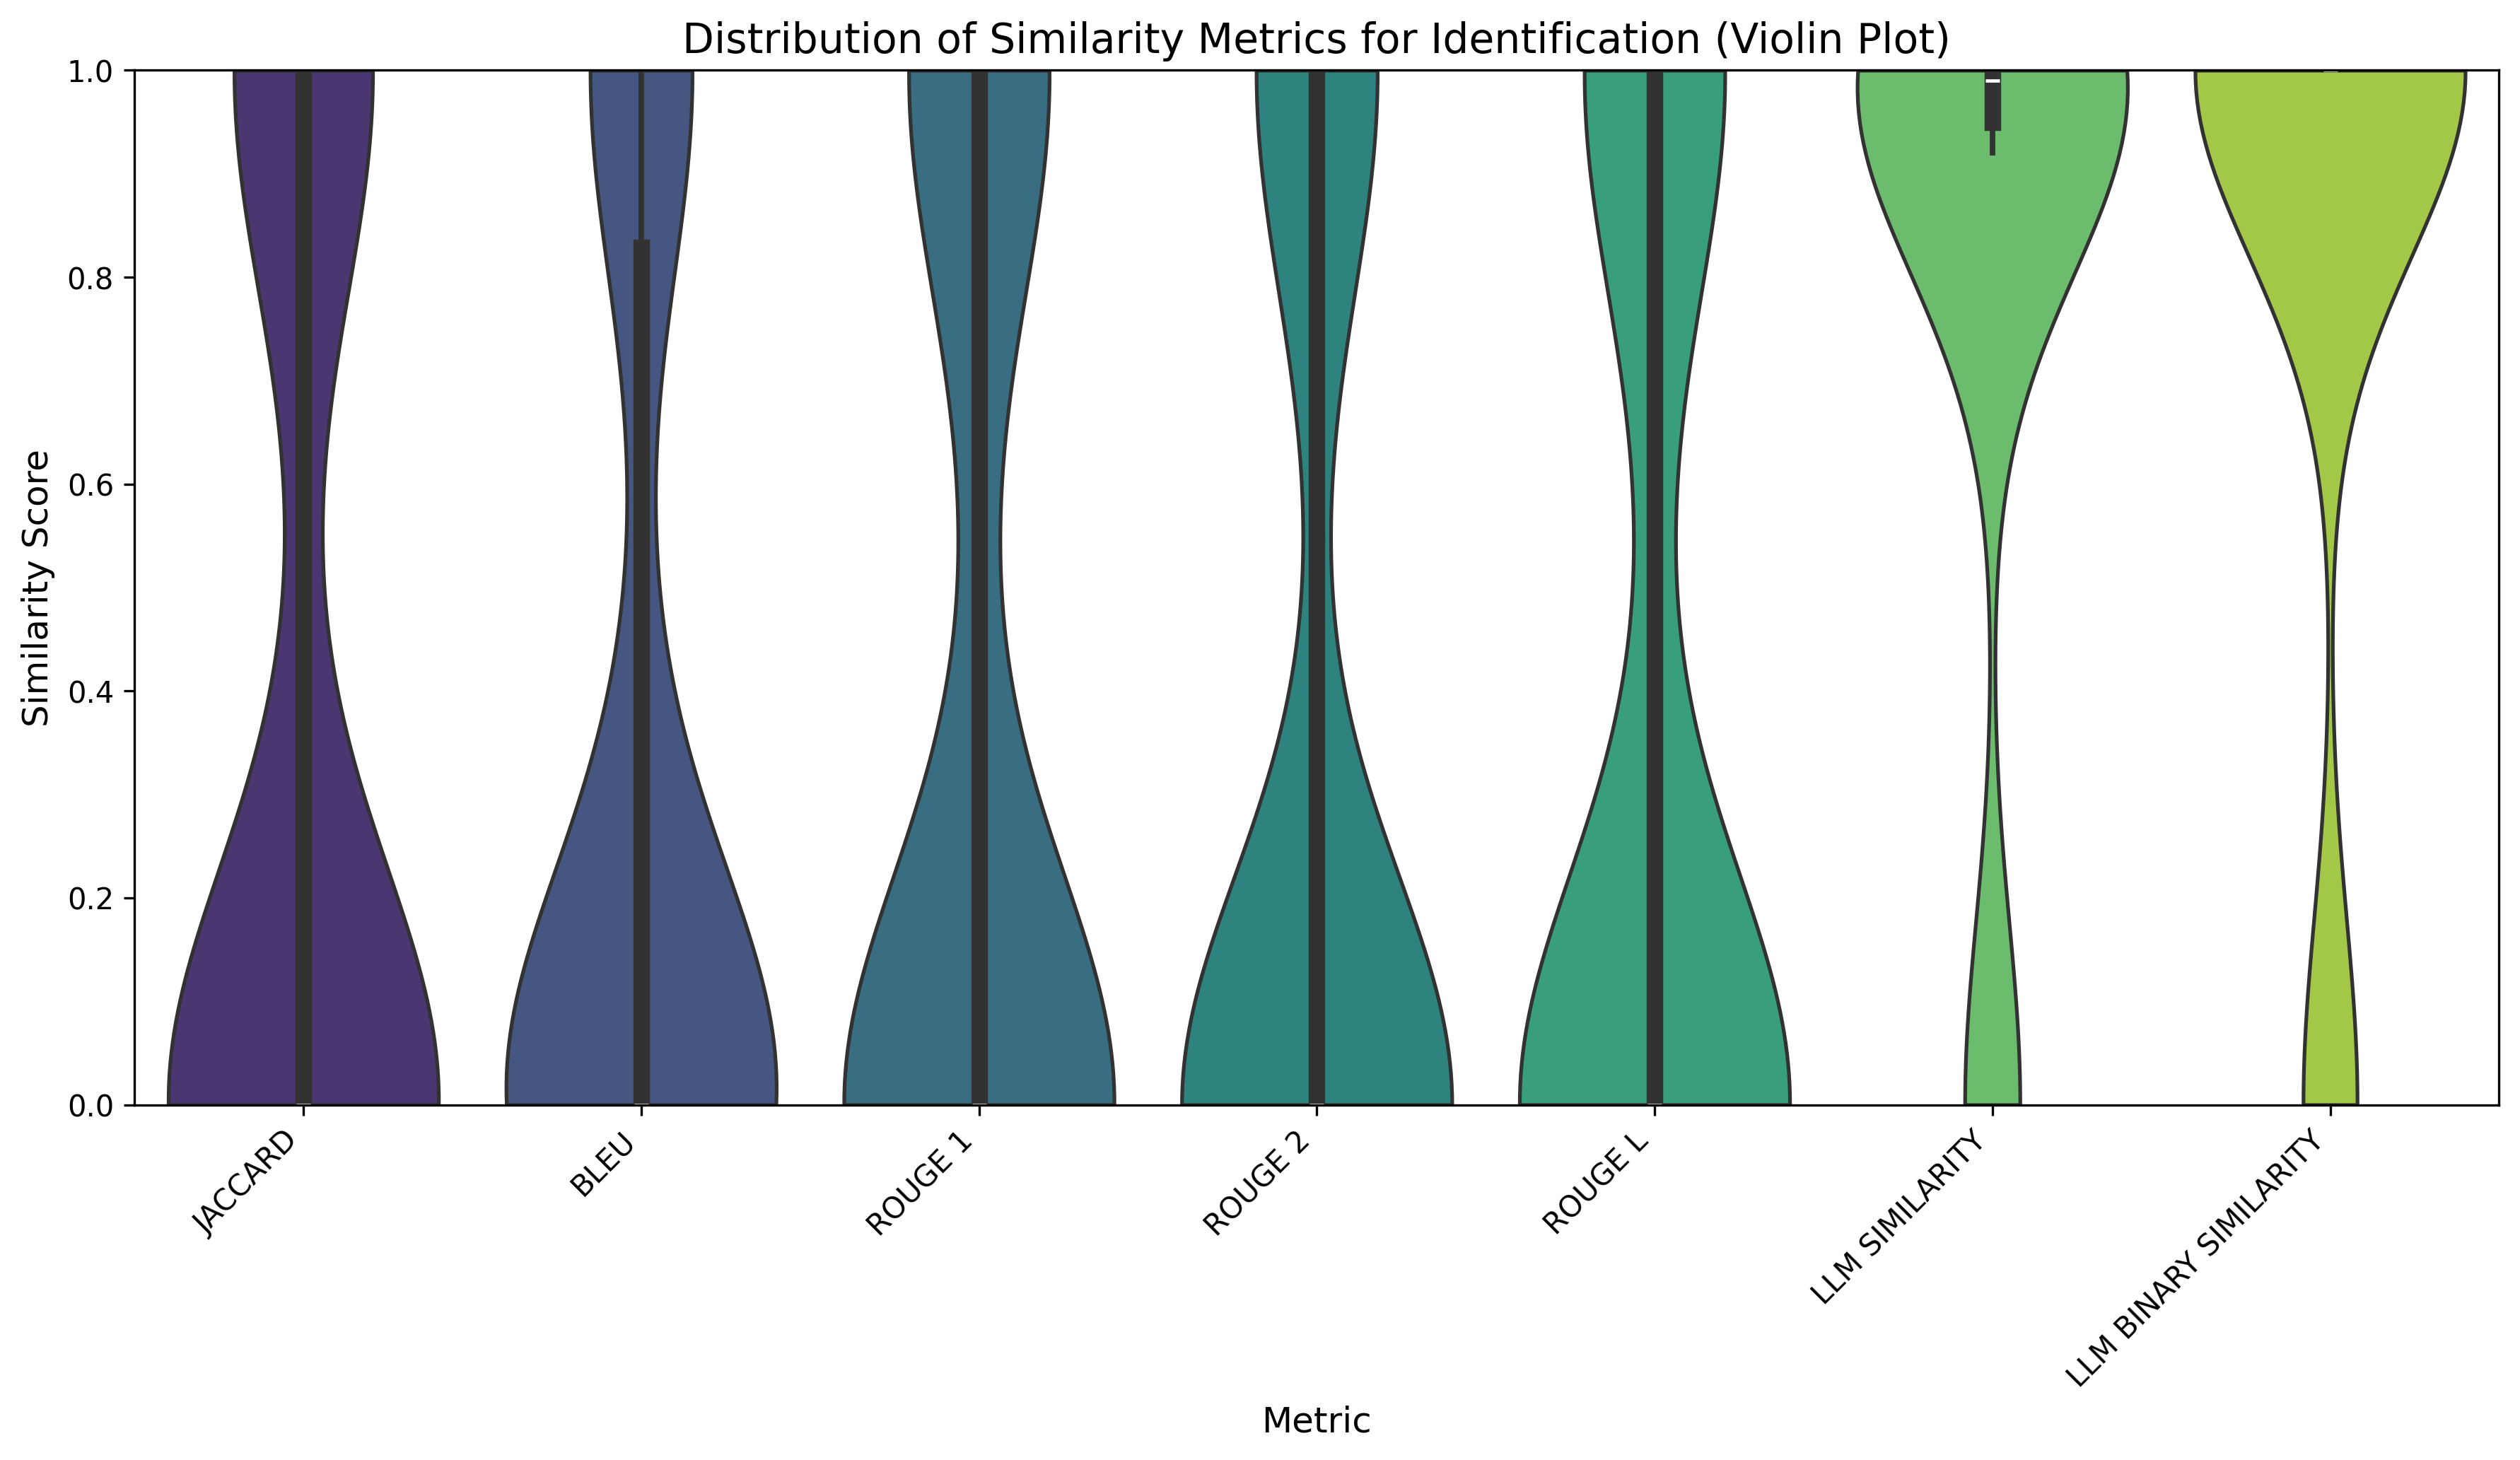 Distribution of Similarity Metrics for Identification (Violin Plot)
Similarity Score
1.0
0.8
0.6
0.4
0.2
0.0
JACCARD
BLEU
ROUGE 1
ROUGE 2
ROUGE L
LLM SIMILARITY
LLM BINARY SIMILARITY
Metric